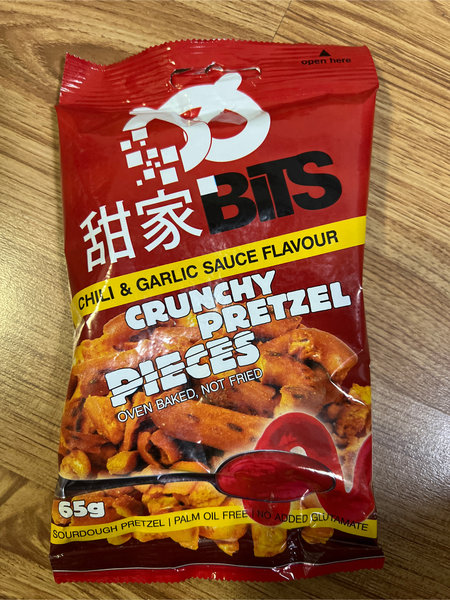 open here
甜家BiTS
CHILI & GARLIC SAUCE FLAVOUR
CRUNCHY
PRETZEL
PIECES
OVEN BAKED, NOT FRIED
65g
SOURDOUGH PRETZEL | PALM OIL FREE | NO ADDED GLUTAMATE